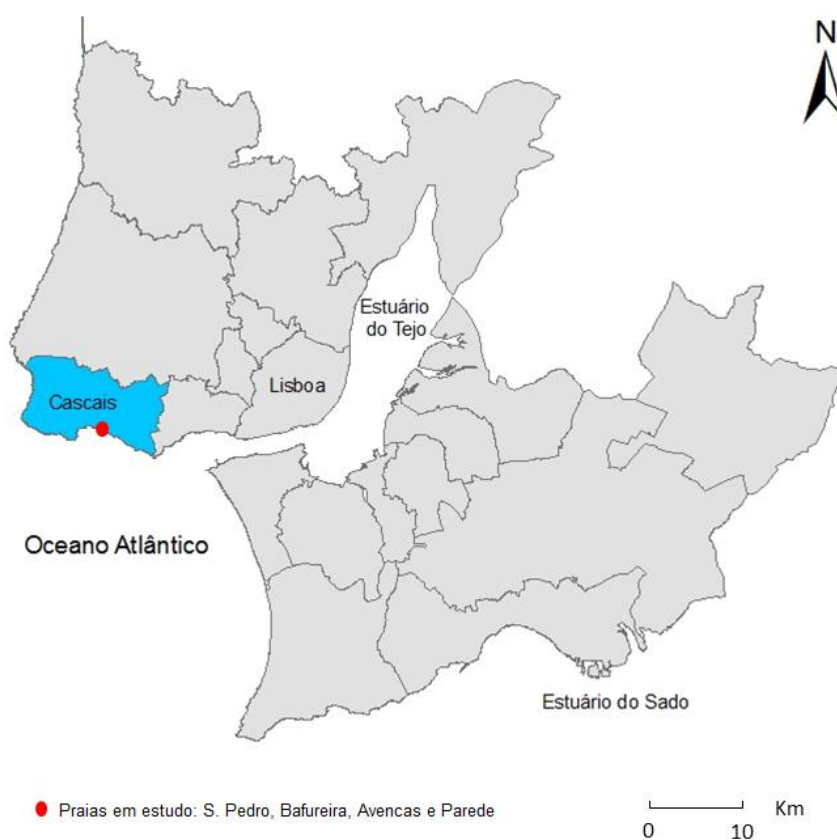 N
Estuário
do Tejo
Lisboa
Cascais
Oceano Atlântico
Estuário do Sado
Praias em estudo: S. Pedro, Bafureira, Avencas e Parede
Km
0 10